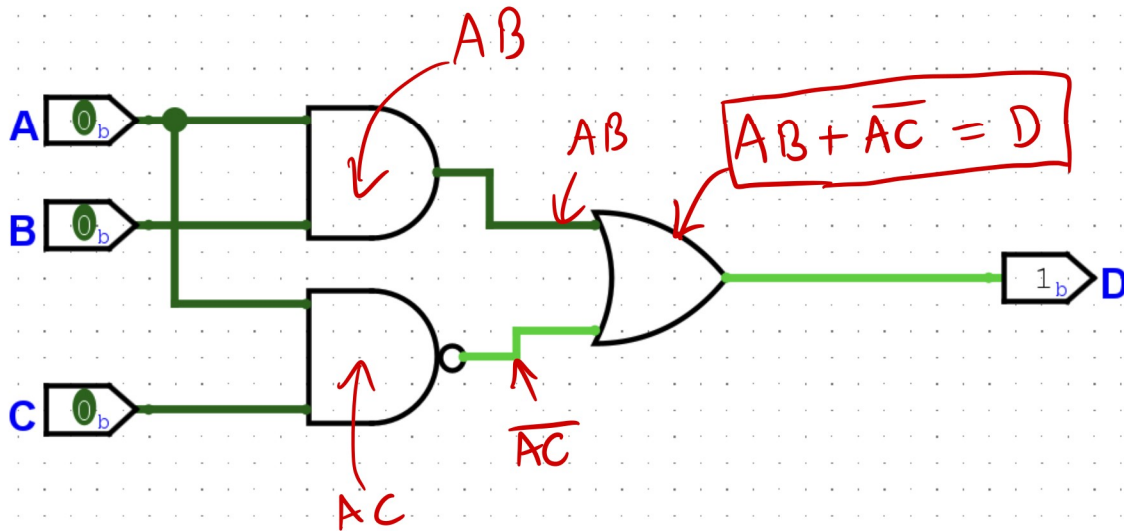 AB
A 0b
AB
AB + \overline{AC} = D
B 0b
1b D
C 0b
\overline{AC}
AC